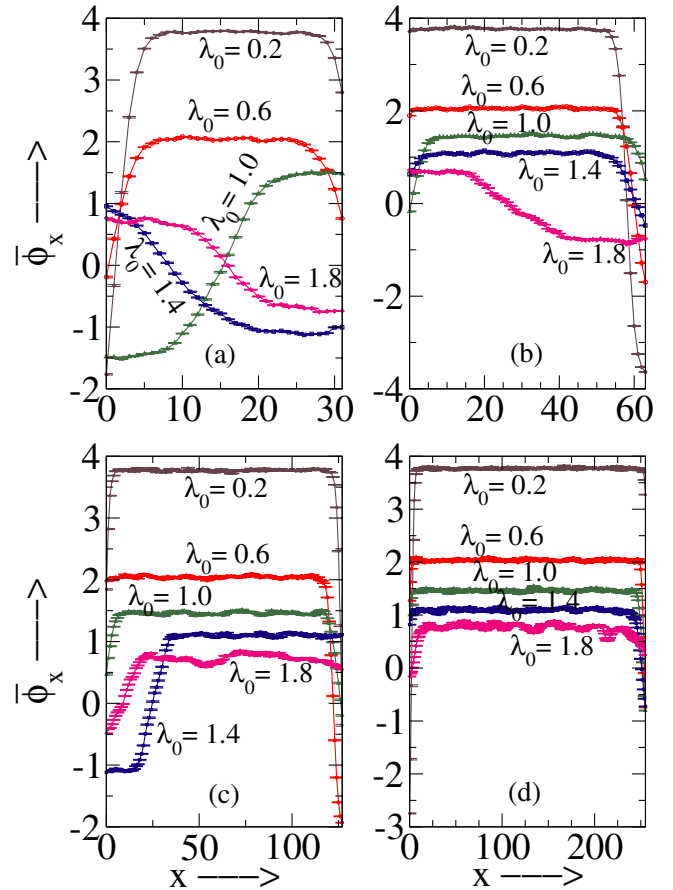 4
3
2
1
0
-1
-2
λ₀= 0.2
λ₀= 0.6
λ₀= 1.0
λ₀= 1.4
λ₀= 1.8
(a)
0 10 20 30
4
2
0
-2
-4
λ₀= 0.2
λ₀= 0.6
λ₀= 1.0
λ₀= 1.4
λ₀= 1.8
(b)
0 20 40 60
ϕ̅ₓ --->
4
3
2
1
0
-1
-2
λ₀= 0.2
λ₀= 0.6
λ₀= 1.0
λ₀= 1.8
λ₀= 1.4
(c)
0 50 100
x --->
4
3
2
1
0
-1
-2
-3
λ₀= 0.2
λ₀= 0.6
λ₀= 1.0
λ₀= 1.4
λ₀= 1.8
(d)
0 100 200
x --->
ϕ̅ₓ --->